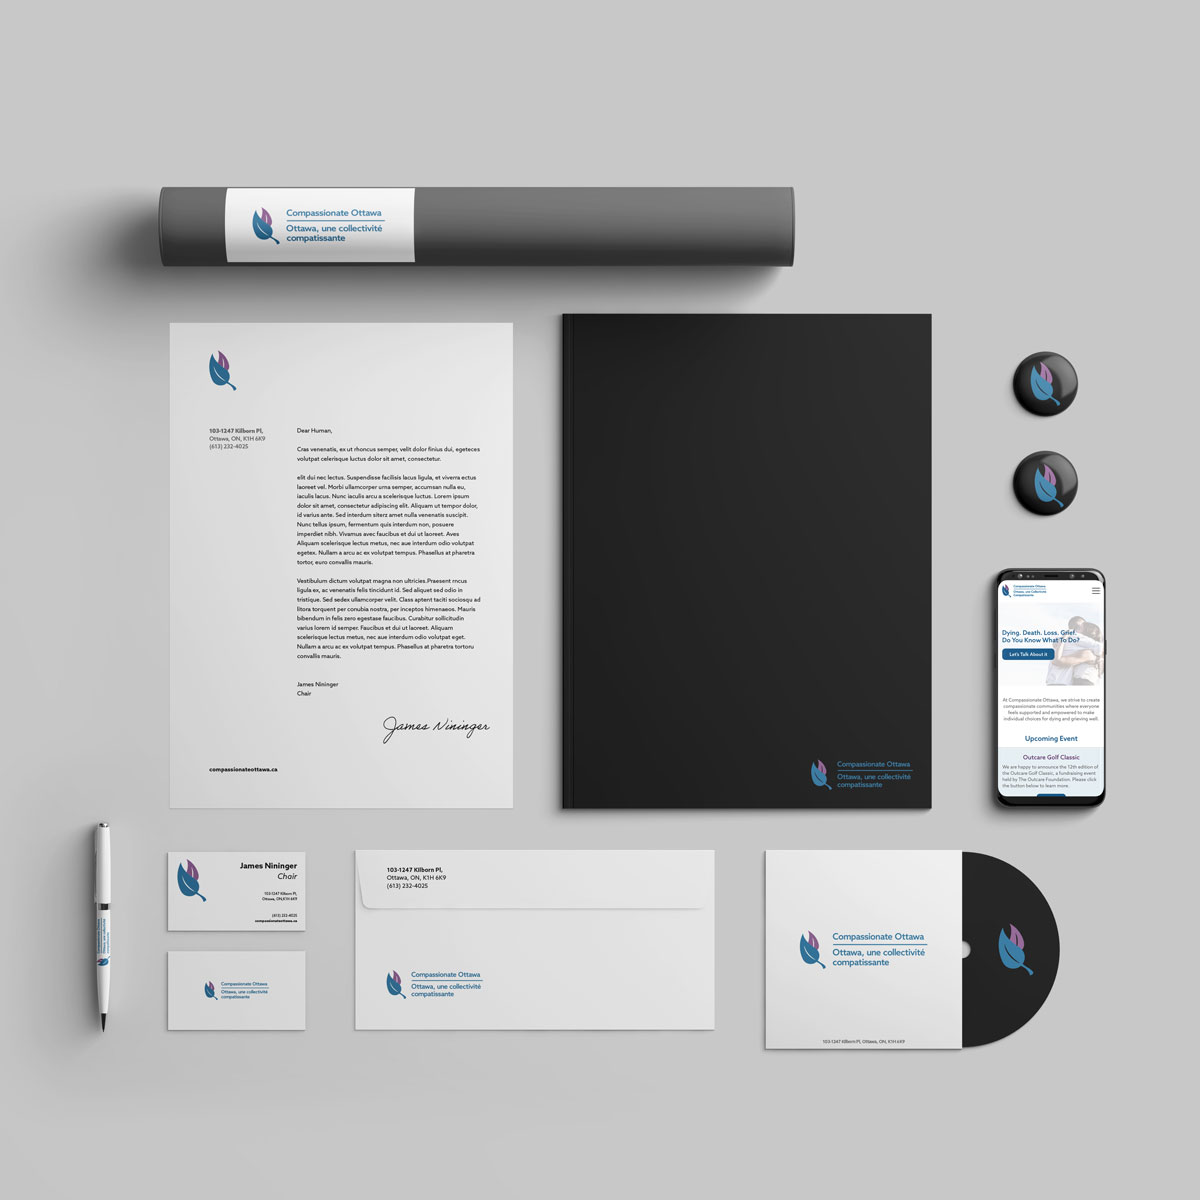 Compassionate Ottawa
Ottawa, une collectivité
compatissante
103-1247 Kilborn Pl,
Ottawa, ON, K1H 6K9
(613) 232-4025
Dear Human,
Cras venenatis, ex ut rhoncus semper, velit dolor finius dui, egeteces
volutpat celerisque luctus dolor sit amet, consectetur.
elit dui nec lectus. Suspendisse facilisis lacus ligula, et viverra ectus
laoreet vel. Morbi ullamcorper urna semper, accumsan nulla eu,
iaculis lacus. Nunc iaculis arcu a scelerisque luctus. Lorem ipsum
dolor sit amet, consectetur adipiscing elit. Aliquam ut tempor dolor,
id varius ante. Sed interdum siterz amet nulla venenatis suscipit.
Nunc tellus ipsum, fermentum quis interdum non, posuere
imperdiet nibh. Vivamus avec faucibus et dui ut laoreet. Aves
Aliquam scelerisque lectus metus, nec aue interdum odio volutpat
egetex. Nullam a arcu ac ex volutpat tempus. Phasellus at pharetra
tortor, euro convallis mauris.
Vestibulum dictum volutpat magna non ultricies.Praesent rncus
ligula ex, ac venenatis felis tincidunt id. Sed aliquet sed odio in
tristique. Sed sedex ullamcorper velit. Class aptent taciti sociosqu ad
litora torquent per conubia nostra, per inceptos himenaeos. Mauris
bibendum in felis zero egestase faucibus. Curabitur sollicitudin
varius lorem id semper. Faucibus et dui ut laoreet. Aliquam
scelerisque lectus metus, nec aue interdum odio volutpat eget.
Nullam a arcu ac ex volutpat tempus. Phasellus at pharetra tortoru
convallis mauris.
James Nininger
Chair
James Nininger
compassionateottawa.ca
Compassionate Ottawa
Ottawa, une collectivité
compatissante
Compassionate Ottawa
Ottawa, une Collectivité
Compatissante
Dying. Death. Loss. Grief.
Do You Know What To Do?
Let's Talk About it
At Compassionate Ottawa, we strive to create
compassionate communities where everyone
feels supported and empowered to make
individual choices for dying and grieving well.
Upcoming Event
Outcare Golf Classic
We are happy to announce the 12th edition of
the Outcare Golf Classic, a fundraising event
held by The Outcare Foundation. Please click
the button below to learn more.
Compassionate Ottawa
Ottawa, une collectivité
compatissante
James Nininger
Chair
103-1247 Kilborn Pl,
Ottawa, ON,K1H 6K9
(613) 232-4025
compassionateottawa.ca
Compassionate Ottawa
Ottawa, une collectivité
compatissante
103-1247 Kilborn Pl,
Ottawa, ON, K1H 6K9
(613) 232-4025
Compassionate Ottawa
Ottawa, une collectivité
compatissante
Compassionate Ottawa
Ottawa, une collectivité
compatissante
103-1247 Kilborn Pl, Ottawa, ON, K1H 6K9